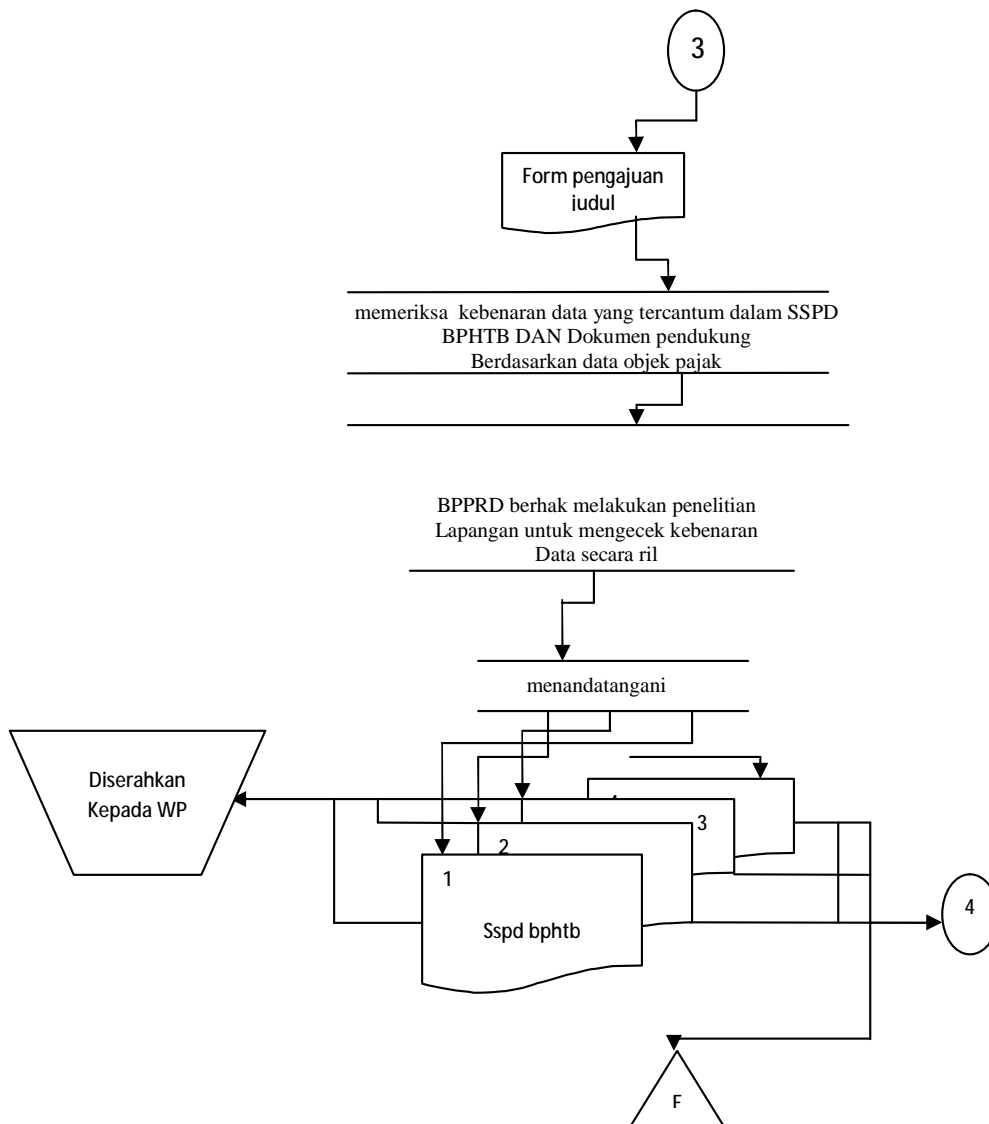 3
Form pengajuan
judul
memeriksa kebenaran data yang tercantum dalam SSPD
BPHTB DAN Dokumen pendukung
Berdasarkan data objek pajak
BPPRD berhak melakukan penelitian
Lapangan untuk mengecek kebenaran
Data secara ril
menandatangani
Diserahkan
Kepada WP
3
2
1
Sspd bphtb
4